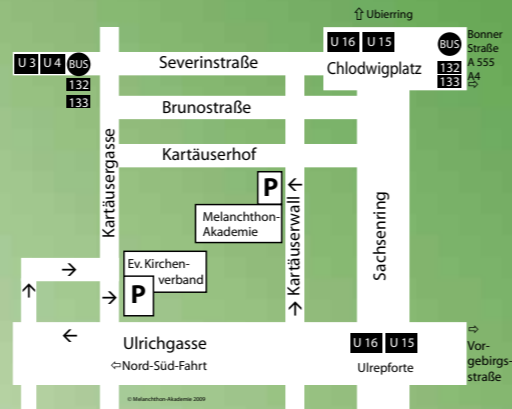 ⇧ Ubierring
U 16 U 15
BUS
Bonner
Straße
A 555
A4
⇨
132
133
U 3 U 4 BUS
132
133
Severinstraße
Chlodwigplatz
Brunostraße
Kartäuserhof
Kartäusergasse
P ←
Melanchthon-
Akademie
Kartäuserwall
Sachsenring
Ev. Kirchen-
verband
P
→
→
↑
↑
←
Ulrichgasse
⇦Nord-Süd-Fahrt
U 16 U 15
Ulrepforte
⇨
Vor-
gebirgs-
straße
© Melanchthon-Akademie 2009